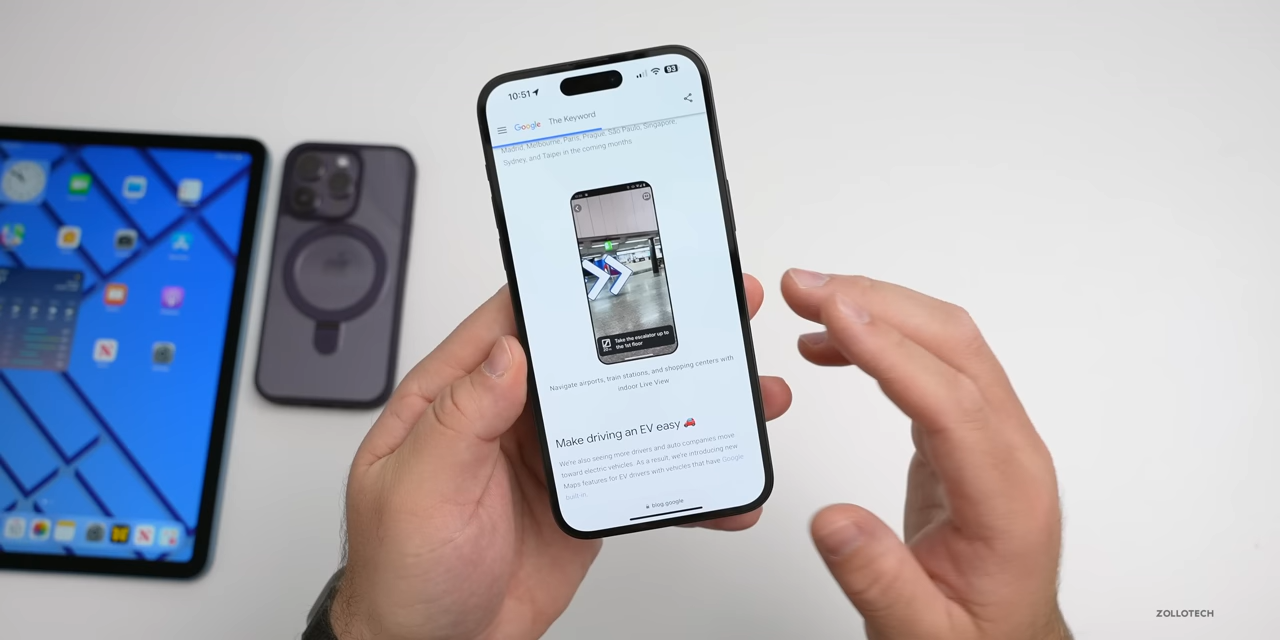 10:51
93
Google The Keyword
Madrid, Melbourne, Paris, Prague, São Paulo, Singapore,
Sydney, and Taipei in the coming months
Take the escalator up to
the 1st floor
Navigate airports, train stations, and shopping centers with
indoor Live View
Make driving an EV easy
We're also seeing more drivers and auto companies move
toward electric vehicles. As a result, we're introducing new
Maps features for EV drivers with vehicles that have Google
built-in.
blog.google
ZOLLOTECH